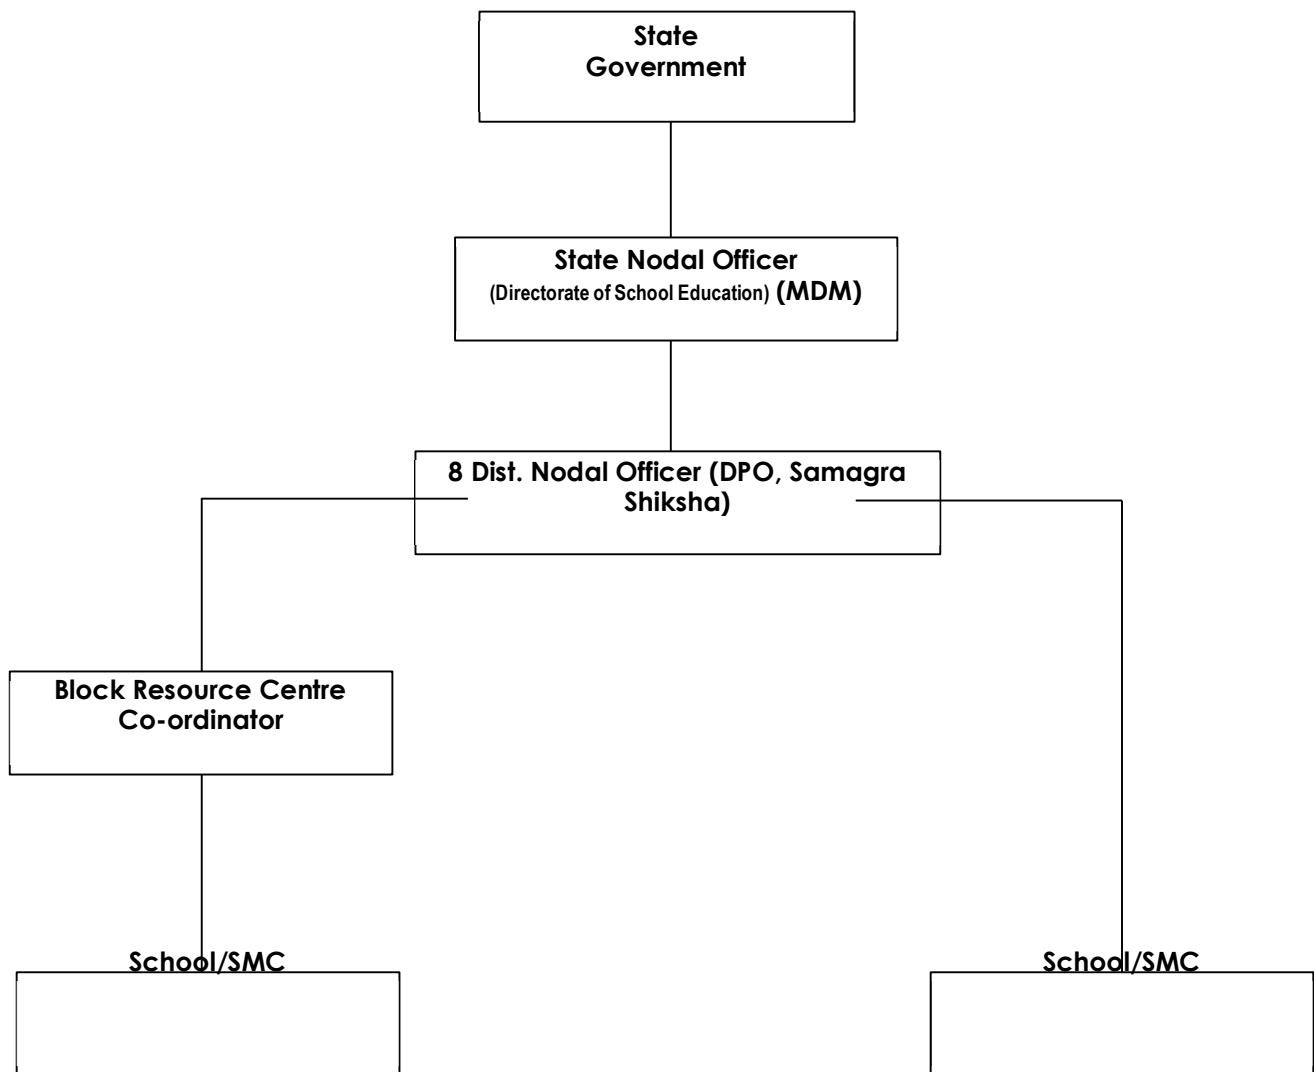 State
Government
State Nodal Officer
(Directorate of School Education) (MDM)
8 Dist. Nodal Officer (DPO, Samagra
Shiksha)
Block Resource Centre
Co-ordinator
School/SMC
School/SMC